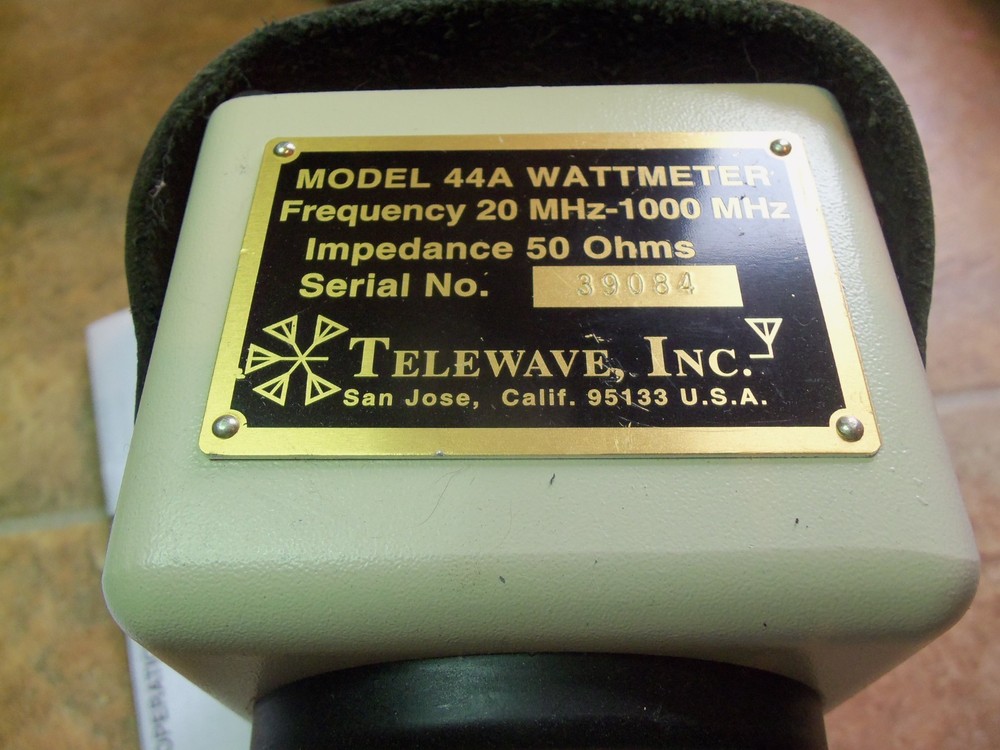 MODEL 44A WATTMETER
Frequency 20 MHz-1000 MHz
Impedance 50 Ohms
Serial No. 39084
TELEWAVE, INC.
San Jose, Calif. 95133 U.S.A.